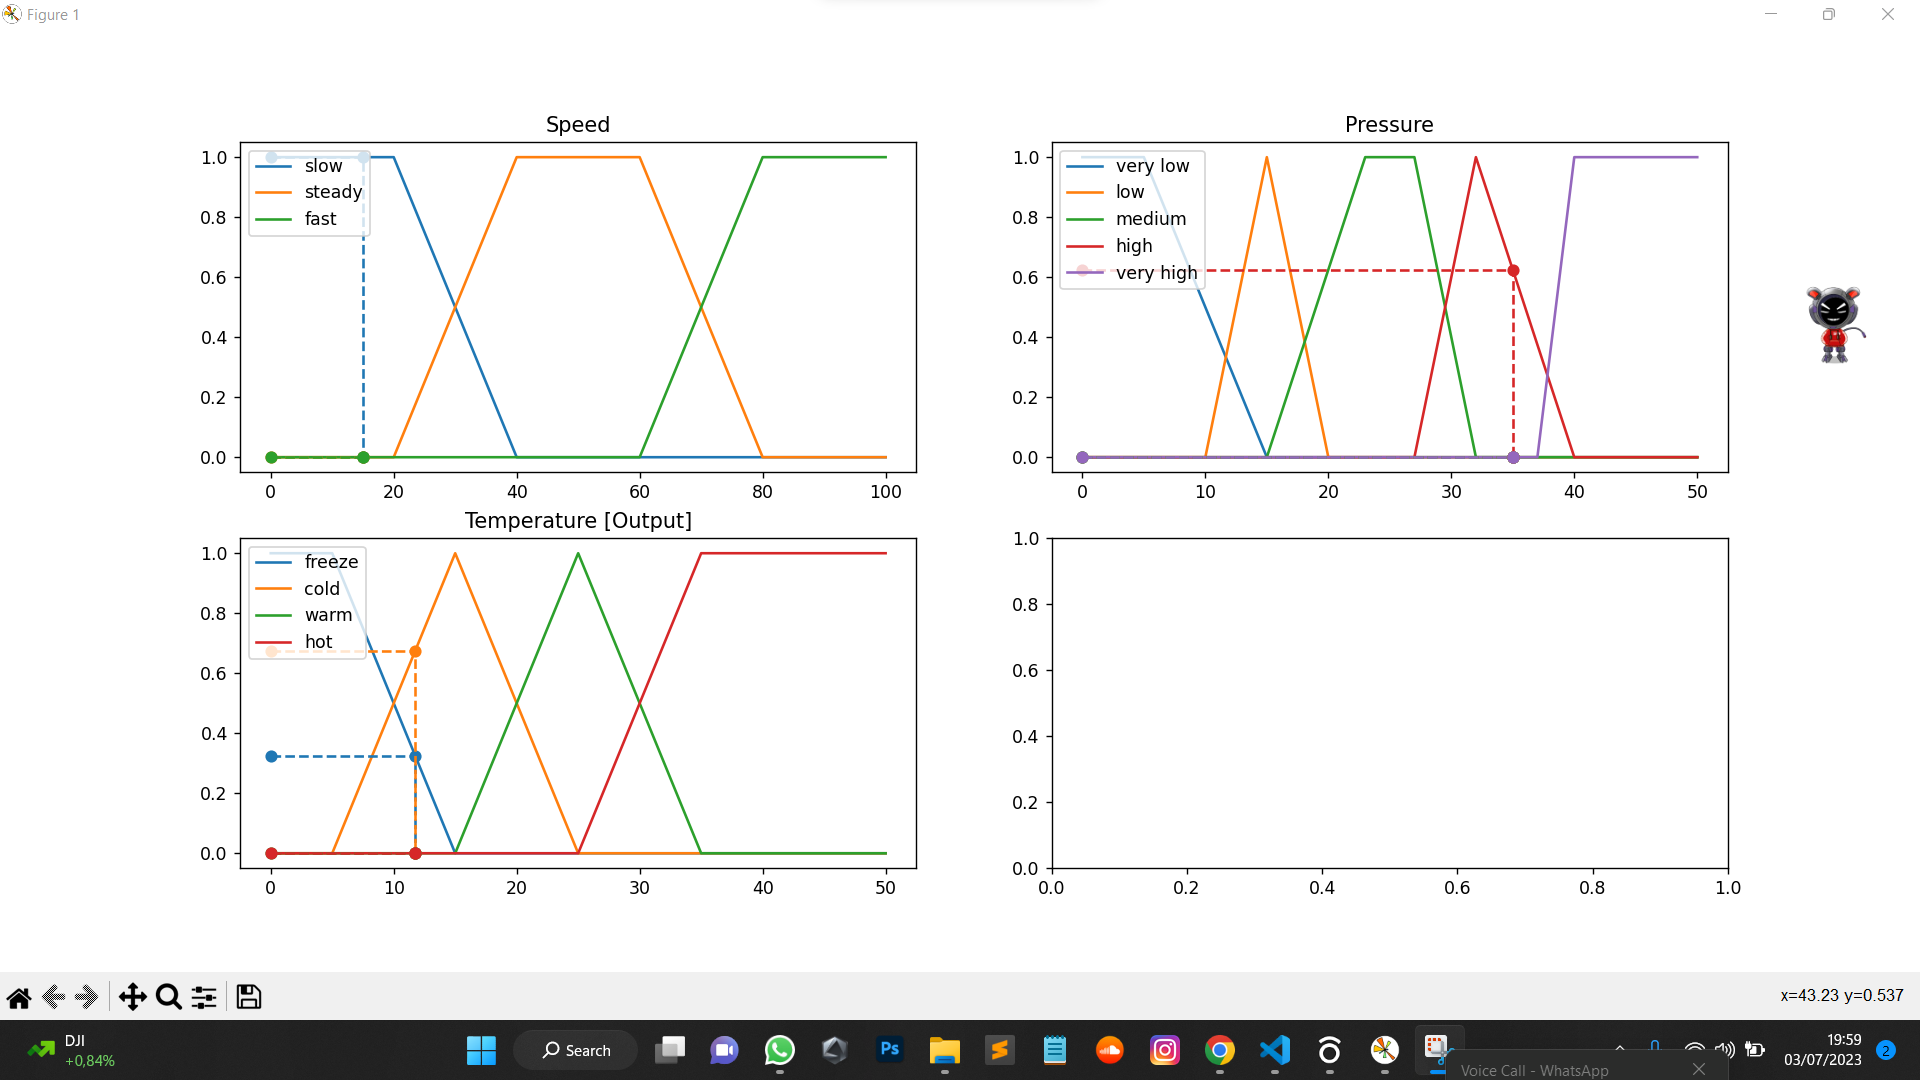 Figure 1
Speed
1.0
0.8
0.6
0.4
0.2
0.0
slow
steady
fast
0 20 40 60 80 100
Pressure
1.0
0.8
0.6
0.4
0.2
0.0
very low
low
medium
high
very high
0 10 20 30 40 50
Temperature [Output]
1.0
0.8
0.6
0.4
0.2
0.0
freeze
cold
warm
hot
0 10 20 30 40 50
1.0
0.8
0.6
0.4
0.2
0.0
0.0 0.2 0.4 0.6 0.8 1.0
x=43.23 y=0.537
DJI
+0,84%
Search
Ps
19:59
03/07/2023
2
Voice Call - WhatsApp